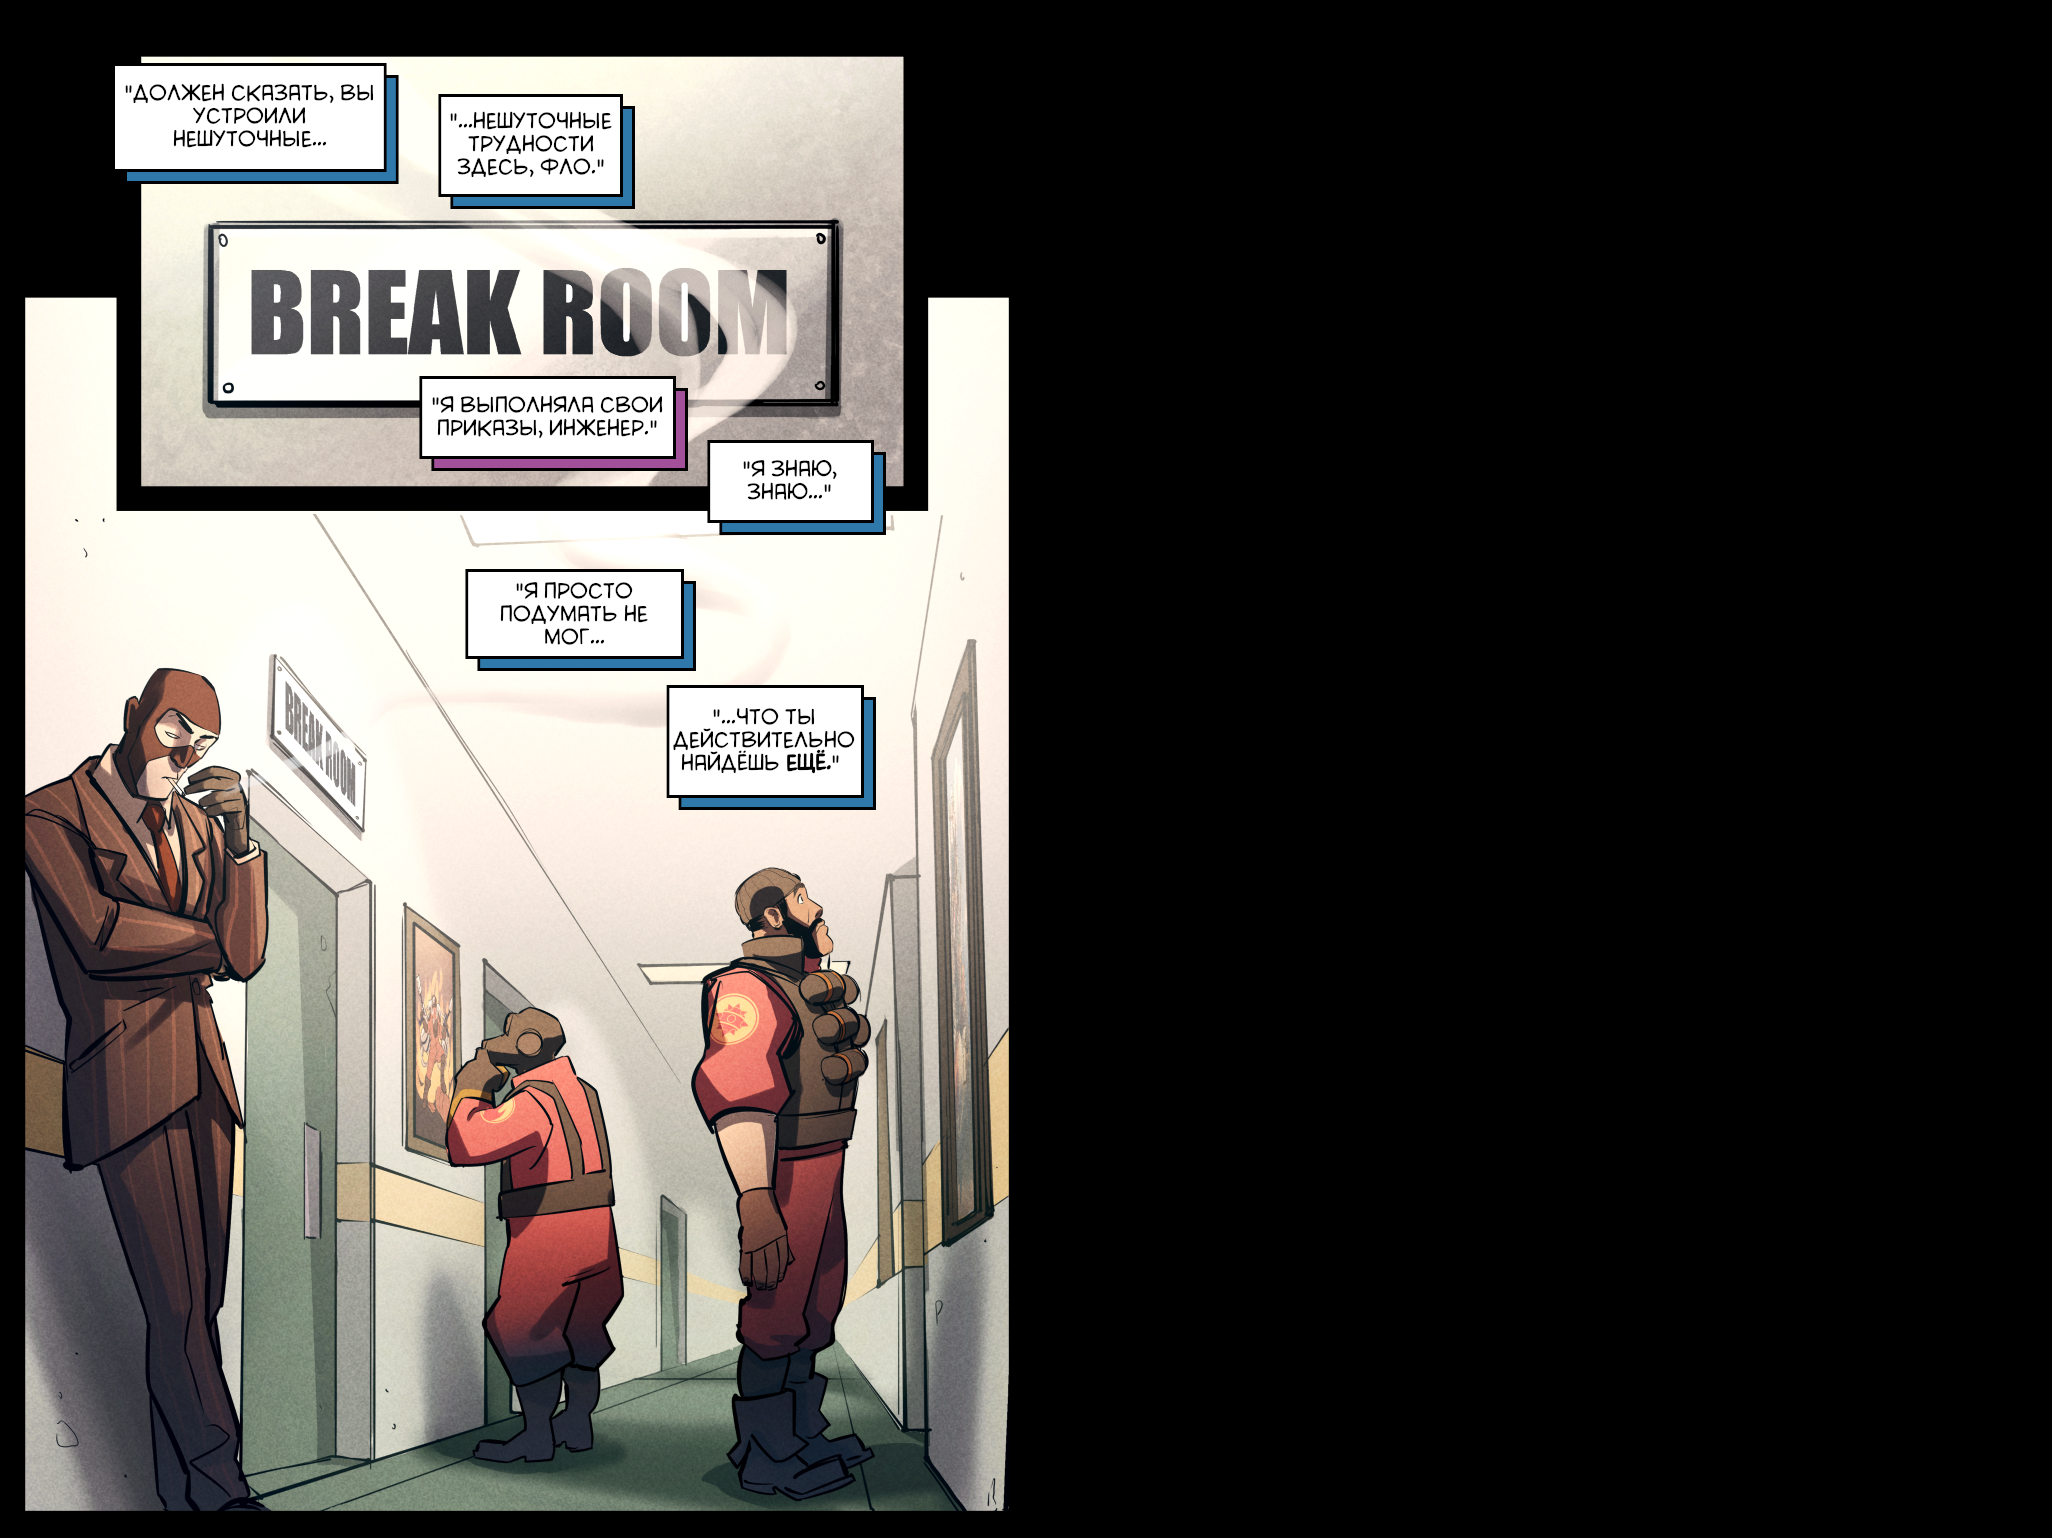 "ДОЛЖЕН СКАЗАТЬ, ВЫ
УСТРОИЛИ
НЕШУТОЧНЫЕ...
"...НЕШУТОЧНЫЕ
ТРУДНОСТИ
ЗДЕСЬ, ФЛО."
BREAK ROOM
"Я ВЫПОЛНЯЛА СВОИ
ПРИКАЗЫ, ИНЖЕНЕР."
"Я ЗНАЮ,
ЗНАЮ..."
"Я ПРОСТО
ПОДУМАТЬ НЕ
МОГ...
"...ЧТО ТЫ
ДЕЙСТВИТЕЛЬНО
НАЙДЁШЬ ЕЩЁ."
BREAK ROOM